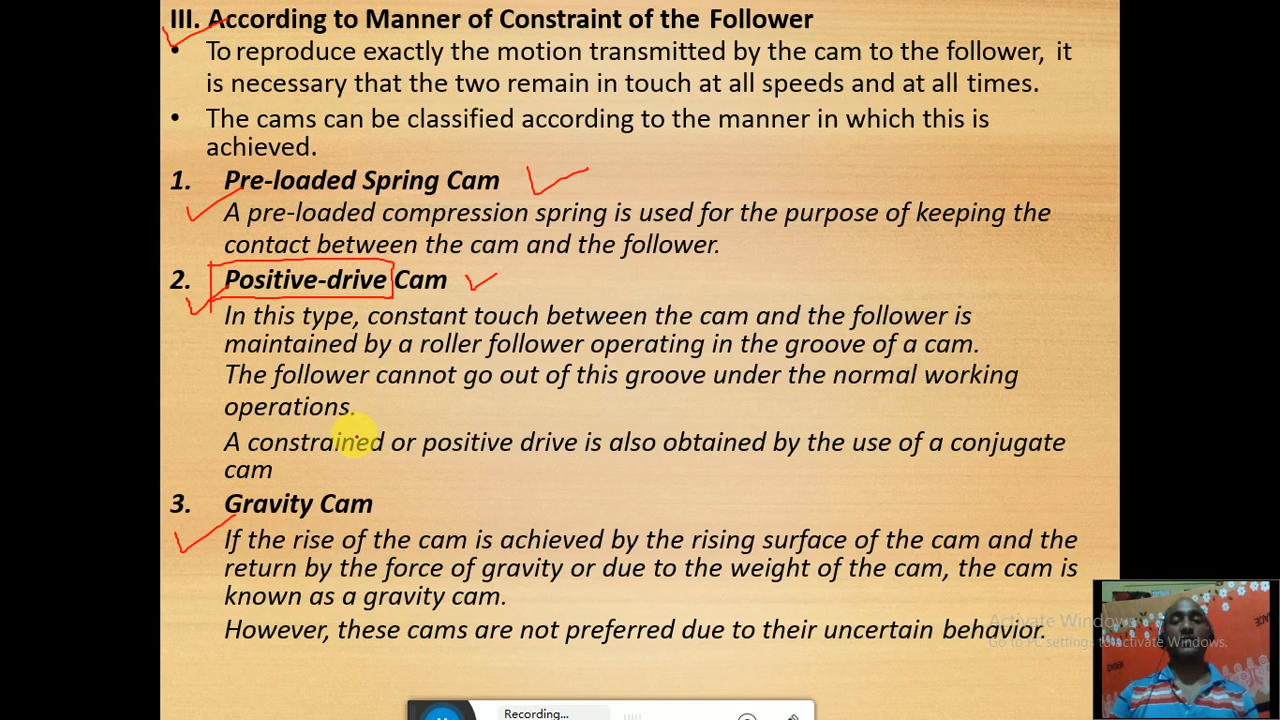 III. According to Manner of Constraint of the Follower
• To reproduce exactly the motion transmitted by the cam to the follower, it
is necessary that the two remain in touch at all speeds and at all times.
• The cams can be classified according to the manner in which this is
achieved.
1. Pre-loaded Spring Cam
A pre-loaded compression spring is used for the purpose of keeping the
contact between the cam and the follower.
2. Positive-drive Cam
In this type, constant touch between the cam and the follower is
maintained by a roller follower operating in the groove of a cam.
The follower cannot go out of this groove under the normal working
operations.
A constrained or positive drive is also obtained by the use of a conjugate
cam
3. Gravity Cam
If the rise of the cam is achieved by the rising surface of the cam and the
return by the force of gravity or due to the weight of the cam, the cam is
known as a gravity cam.
However, these cams are not preferred due to their uncertain behavior.
Activate Windows
Go to PC settings to activate Windows.
Recording...